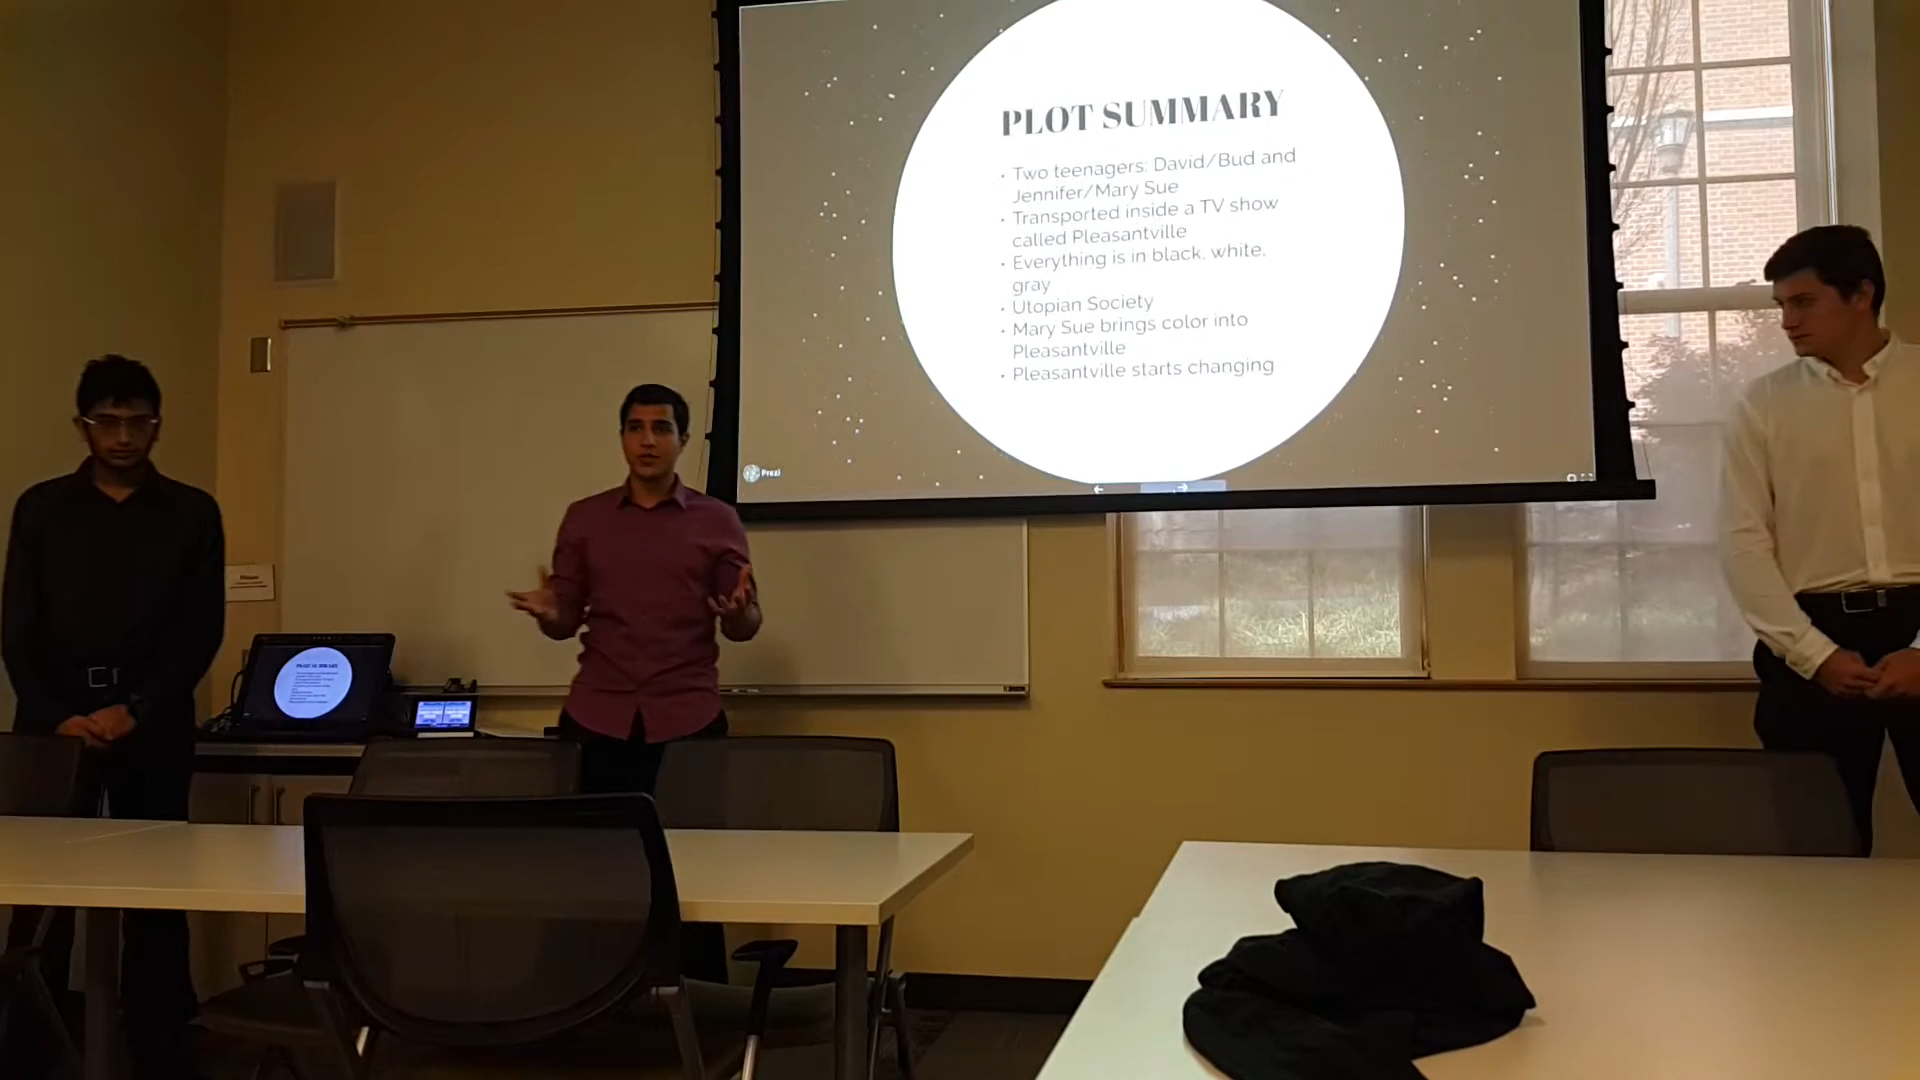 PLOT SUMMARY
• Two teenagers: David/Bud and
Jennifer/Mary Sue
• Transported inside a TV show
called Pleasantville
• Everything is in black, white,
gray
• Utopian Society
• Mary Sue brings color into
Pleasantville
• Pleasantville starts changing
Prezi